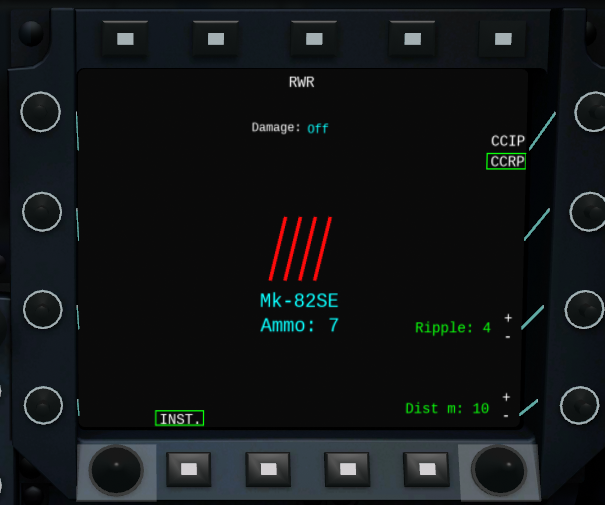 RWR
Damage: Off
CCIP
CCRP
Mk-82SE
Ammo: 7
Ripple: 4 + -
Dist m: 10 + -
INST.